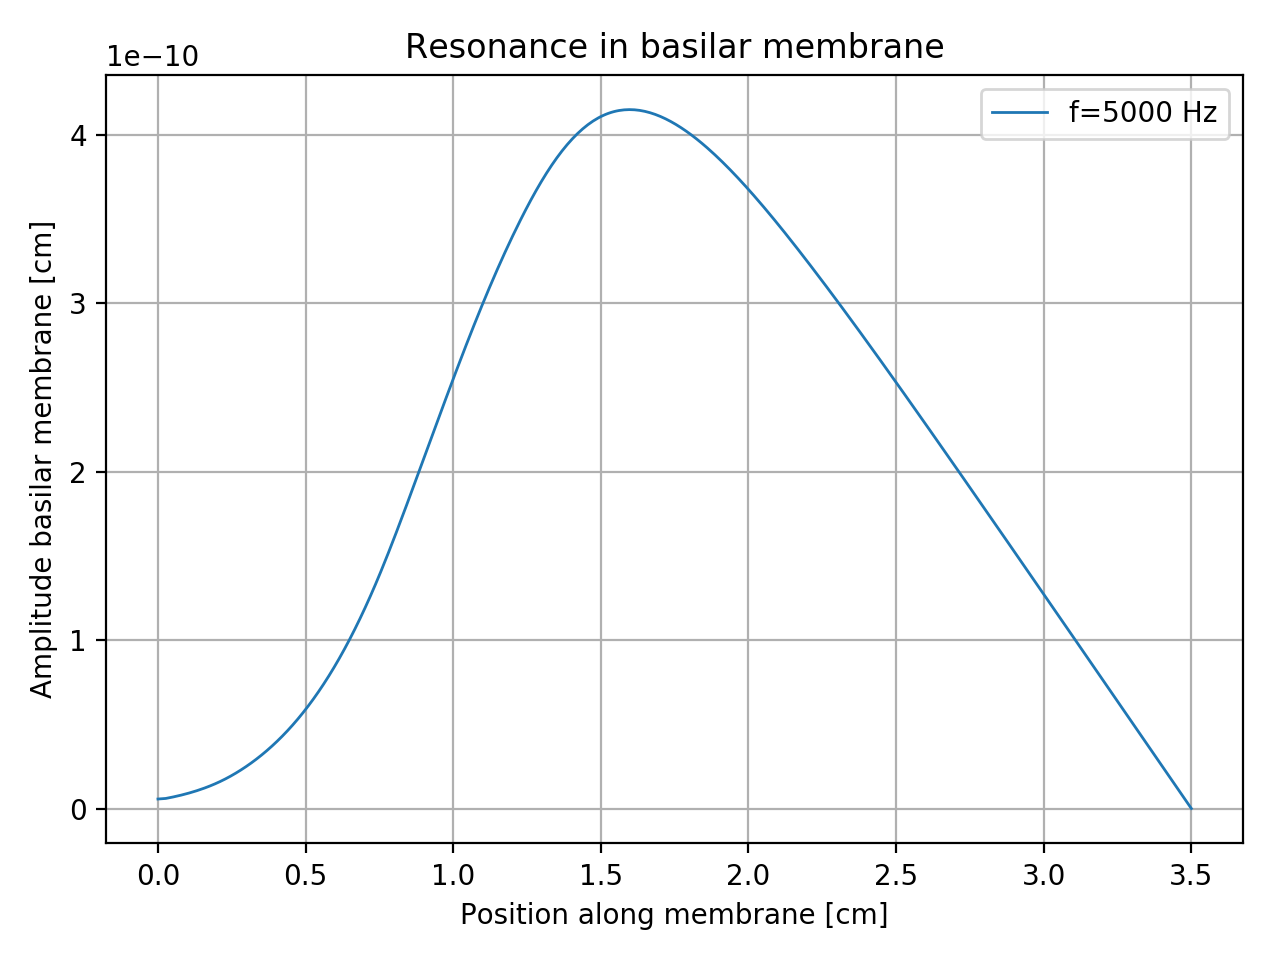 Resonance in basilar membrane
1e−10
f=5000 Hz
Amplitude basilar membrane [cm]
4
3
2
1
0
0.0 0.5 1.0 1.5 2.0 2.5 3.0 3.5
Position along membrane [cm]